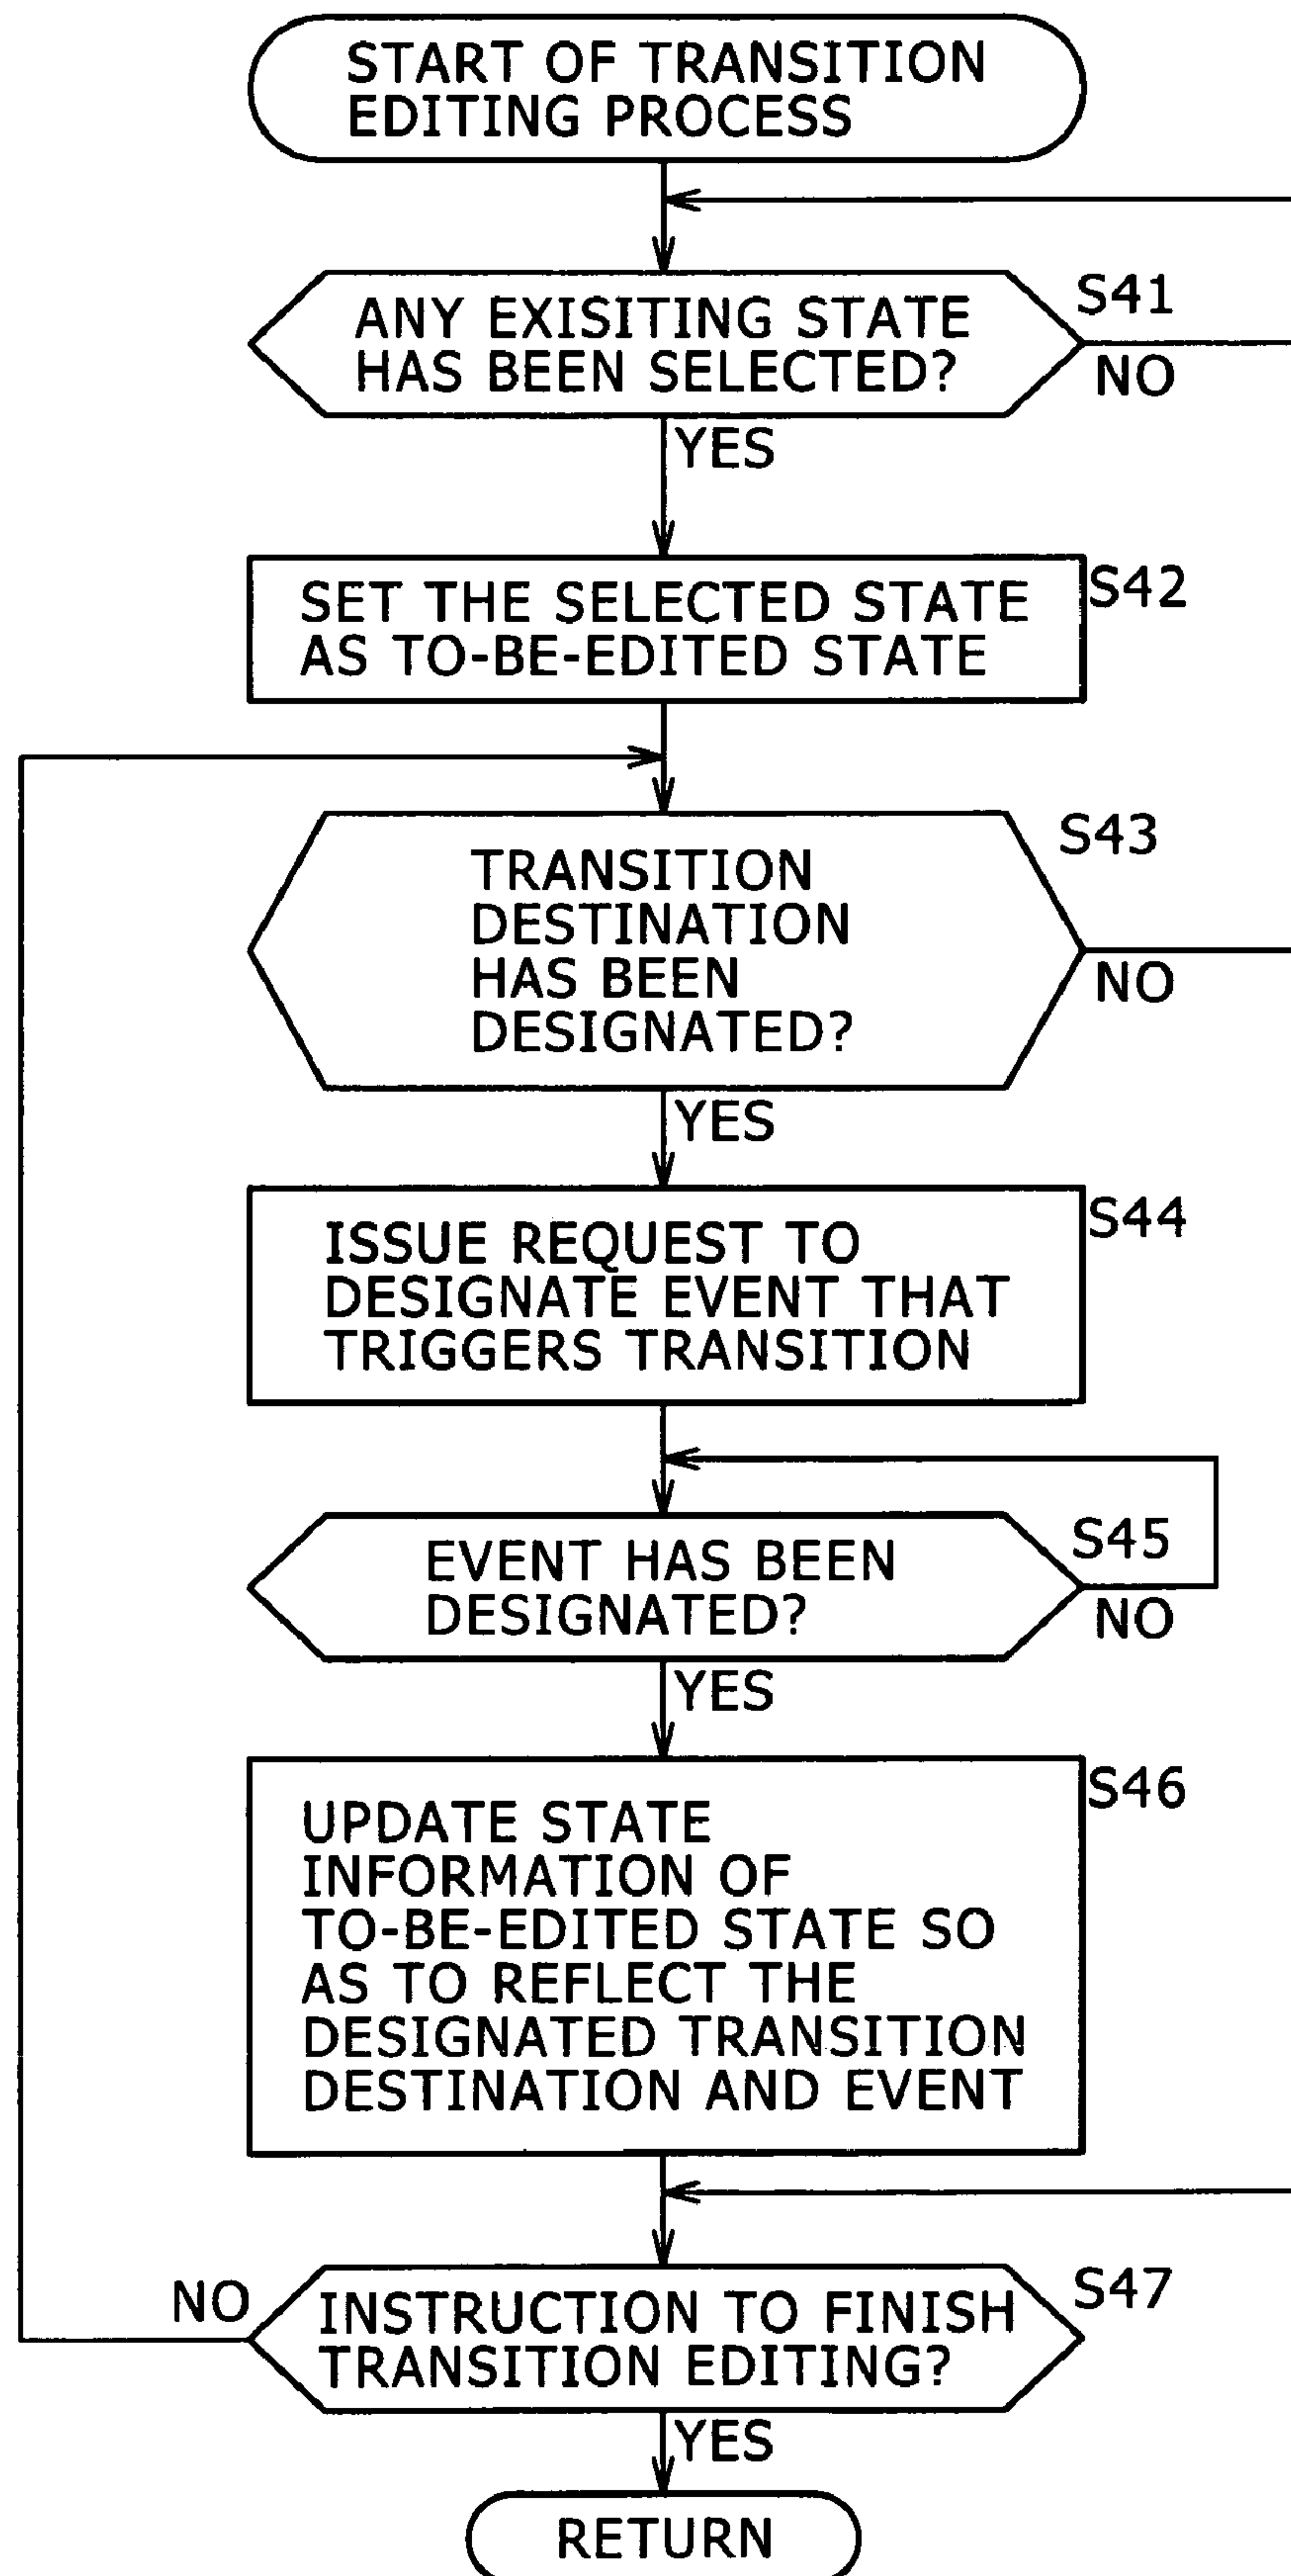 START OF TRANSITION
EDITING PROCESS
ANY EXISITING STATE
HAS BEEN SELECTED?
S41
NO
YES
SET THE SELECTED STATE
AS TO-BE-EDITED STATE
S42
TRANSITION
DESTINATION
HAS BEEN
DESIGNATED?
S43
NO
YES
ISSUE REQUEST TO
DESIGNATE EVENT THAT
TRIGGERS TRANSITION
S44
EVENT HAS BEEN
DESIGNATED?
S45
NO
YES
UPDATE STATE
INFORMATION OF
TO-BE-EDITED STATE SO
AS TO REFLECT THE
DESIGNATED TRANSITION
DESTINATION AND EVENT
S46
NO
INSTRUCTION TO FINISH
TRANSITION EDITING?
S47
YES
RETURN